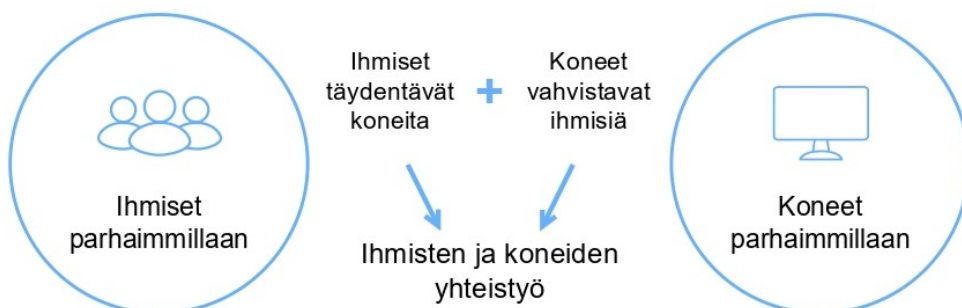 Ihmiset
täydentävät
koneita
+
Koneet
vahvistavat
ihmisiä
Ihmiset
parhaimmillaan
Koneet
parhaimmillaan
Ihmisten ja koneiden
yhteistyö